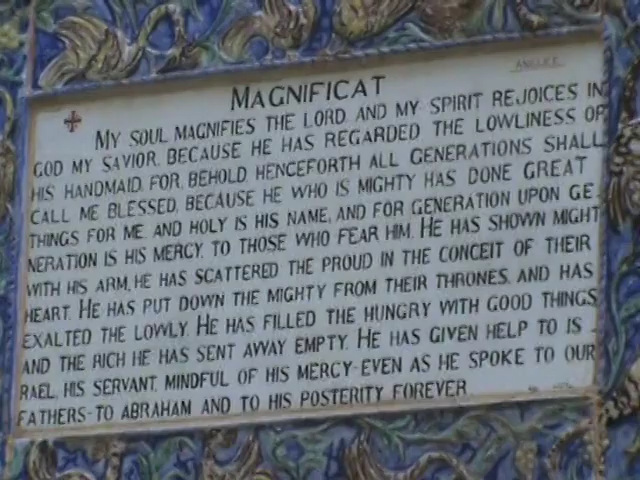 ANGLÉE
MAGNIFICAT
MY SOUL MAGNIFIES THE LORD, AND MY SPIRIT REJOICES IN
GOD MY SAVIOR, BECAUSE HE HAS REGARDED THE LOWLINESS OF
HIS HANDMAID, FOR, BEHOLD, HENCEFORTH ALL GENERATIONS SHALL
CALL ME BLESSED, BECAUSE HE WHO IS MIGHTY HAS DONE GREAT
THINGS FOR ME, AND HOLY IS HIS NAME, AND FOR GENERATION UPON GE-
NERATION IS HIS MERCY, TO THOSE WHO FEAR HIM. HE HAS SHOWN MIGHT
WITH HIS ARM, HE HAS SCATTERED THE PROUD IN THE CONCEIT OF THEIR
HEART. HE HAS PUT DOWN THE MIGHTY FROM THEIR THRONES, AND HAS
EXALTED THE LOWLY. HE HAS FILLED THE HUNGRY WITH GOOD THINGS
AND THE RICH HE HAS SENT AWAY EMPTY. HE HAS GIVEN HELP TO IS-
RAEL, HIS SERVANT, MINDFUL OF HIS MERCY-EVEN AS HE SPOKE TO OUR
FATHERS-TO ABRAHAM AND TO HIS POSTERITY FOREVER